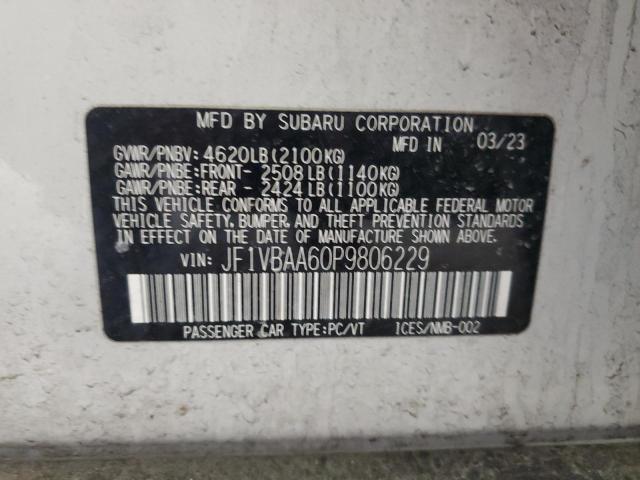 MFD BY SUBARU CORPORATION
MFD IN 03/23
GVWR/PNBV: 4620LB(2100KG)
GAWR/PNBE:FRONT- 2508LB(1140KG)
GAWR/PNBE:REAR - 2424LB(1100KG)
THIS VEHICLE CONFORMS TO ALL APPLICABLE FEDERAL MOTOR
VEHICLE SAFETY, BUMPER, AND THEFT PREVENTION STANDARDS
IN EFFECT ON THE DATE OF MANUFACTURE SHOWN ABOVE.
VIN: JF1VBAA60P9806229
PASSENGER CAR TYPE:PC/VT ICES/NMB-002